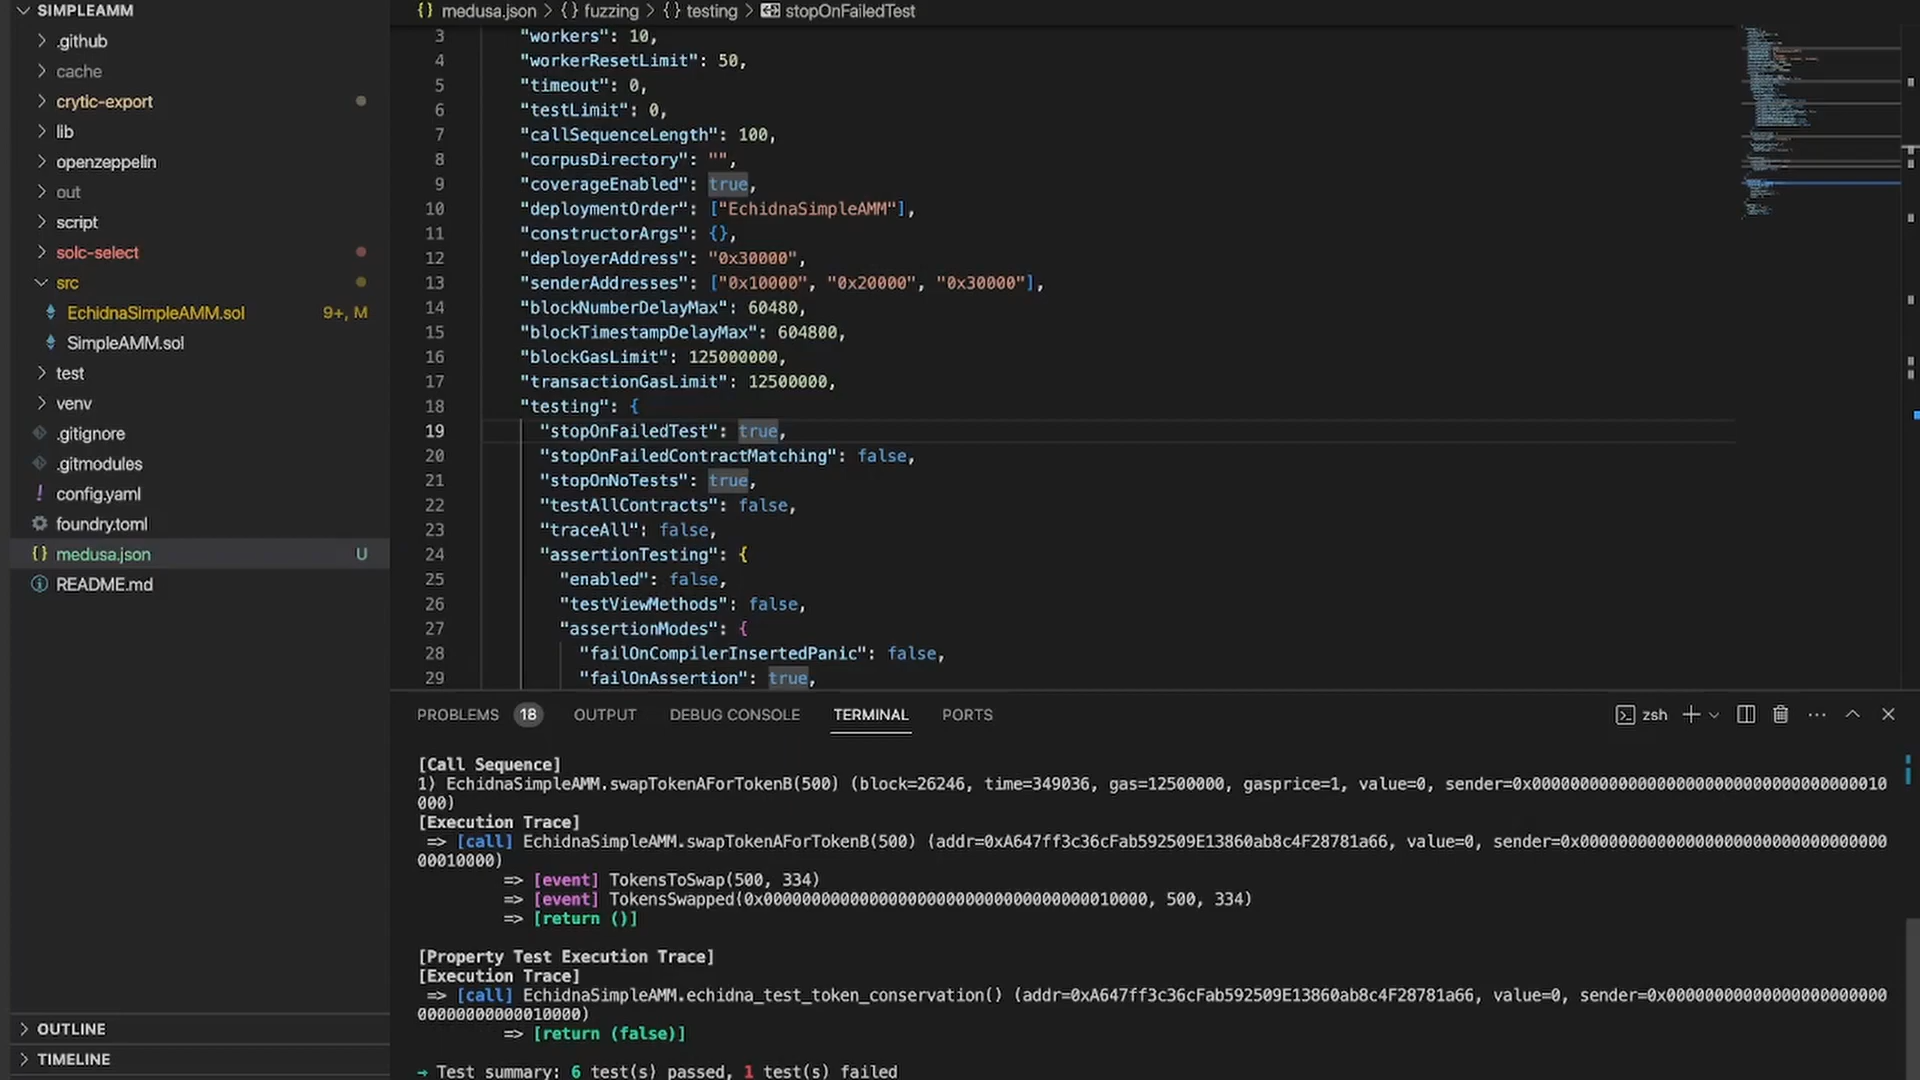 SIMPLEAMM
.github
cache
crytic-export
lib
openzeppelin
out
script
solc-select
src
EchidnaSimpleAMM.sol 9+, M
SimpleAMM.sol
test
venv
.gitignore
.gitmodules
config.yaml
foundry.toml
medusa.json U
README.md
OUTLINE
TIMELINE
{} medusa.json > {} fuzzing > {} testing > stopOnFailedTest
3 "workers": 10,
4 "workerResetLimit": 50,
5 "timeout": 0,
6 "testLimit": 0,
7 "callSequenceLength": 100,
8 "corpusDirectory": "",
9 "coverageEnabled": true,
10 "deploymentOrder": ["EchidnaSimpleAMM"],
11 "constructorArgs": {},
12 "deployerAddress": "0x30000",
13 "senderAddresses": ["0x10000", "0x20000", "0x30000"],
14 "blockNumberDelayMax": 60480,
15 "blockTimestampDelayMax": 604800,
16 "blockGasLimit": 125000000,
17 "transactionGasLimit": 12500000,
18 "testing": {
19 "stopOnFailedTest": true,
20 "stopOnFailedContractMatching": false,
21 "stopOnNoTests": true,
22 "testAllContracts": false,
23 "traceAll": false,
24 "assertionTesting": {
25 "enabled": false,
26 "testViewMethods": false,
27 "assertionModes": {
28 "failOnCompilerInsertedPanic": false,
29 "failOnAssertion": true,
PROBLEMS 18 OUTPUT DEBUG CONSOLE TERMINAL PORTS zsh
[Call Sequence]
1) EchidnaSimpleAMM.swapTokenAForTokenB(500) (block=26246, time=349036, gas=12500000, gasprice=1, value=0, sender=0x000000000000000000000000000000000010
000)
[Execution Trace]
=> [call] EchidnaSimpleAMM.swapTokenAForTokenB(500) (addr=0xA647ff3c36cFab592509E13860ab8c4F28781a66, value=0, sender=0x0000000000000000000000000000000
00010000)
=> [event] TokensToSwap(500, 334)
=> [event] TokensSwapped(0x0000000000000000000000000000000000010000, 500, 334)
=> [return ()]
[Property Test Execution Trace]
[Execution Trace]
=> [call] EchidnaSimpleAMM.echidna_test_token_conservation() (addr=0xA647ff3c36cFab592509E13860ab8c4F28781a66, value=0, sender=0x0000000000000000000000
0000000000010000)
=> [return (false)]
→ Test summary: 6 test(s) passed, 1 test(s) failed